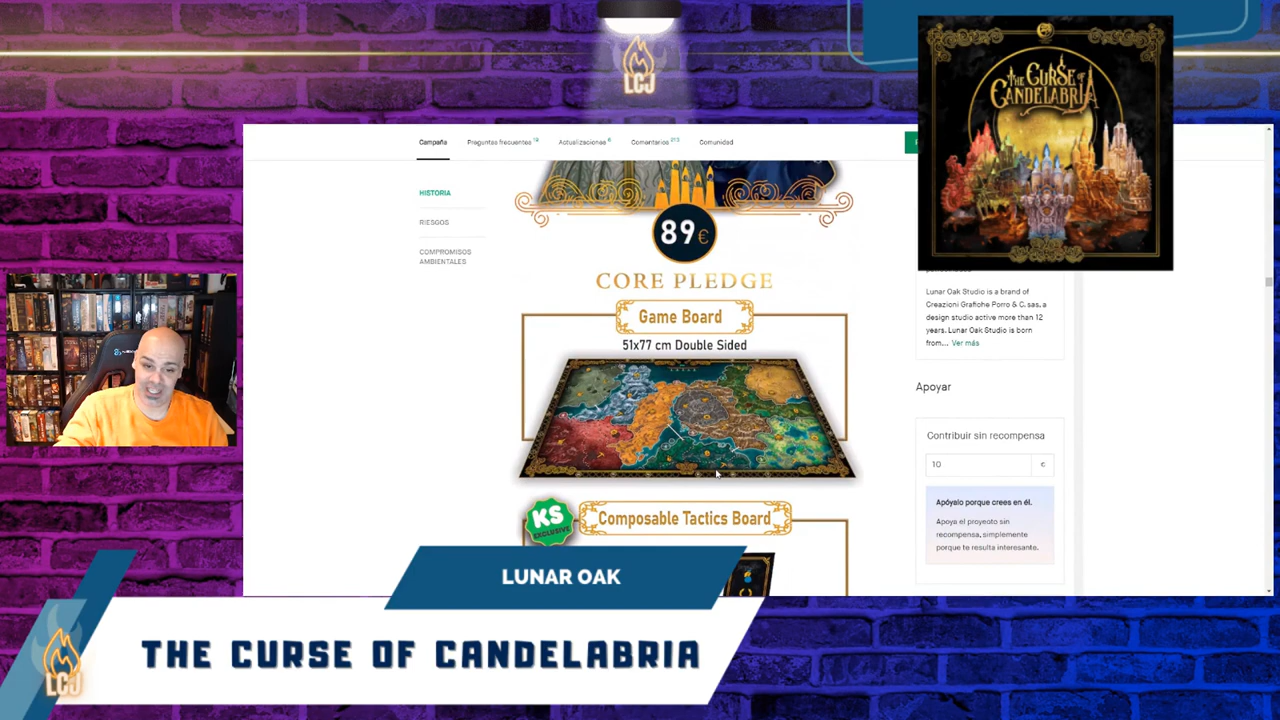 LCJ
THE CURSE OF
CANDELABRIA
Campaña
Preguntas frecuentes 19
Actualizaciones 6
Comentarios 213
Comunidad
HISTORIA
RIESGOS
COMPROMISOS
AMBIENTALES
89€
CORE PLEDGE
Game Board
51x77 cm Double Sided
KS
EXCLUSIVE
Composable Tactics Board
Lunar Oak Studio is a brand of
Creazioni Grafiche Porro & C. sas, a
design studio active more than 12
years. Lunar Oak Studio is born
from... Ver más
Apoyar
Contribuir sin recompensa
10 €
Apóyalo porque crees en él.
Apoya el proyecto sin
recompensa, simplemente
porque te resulta interesante.
LUNAR OAK
THE CURSE OF CANDELABRIA
LCJ